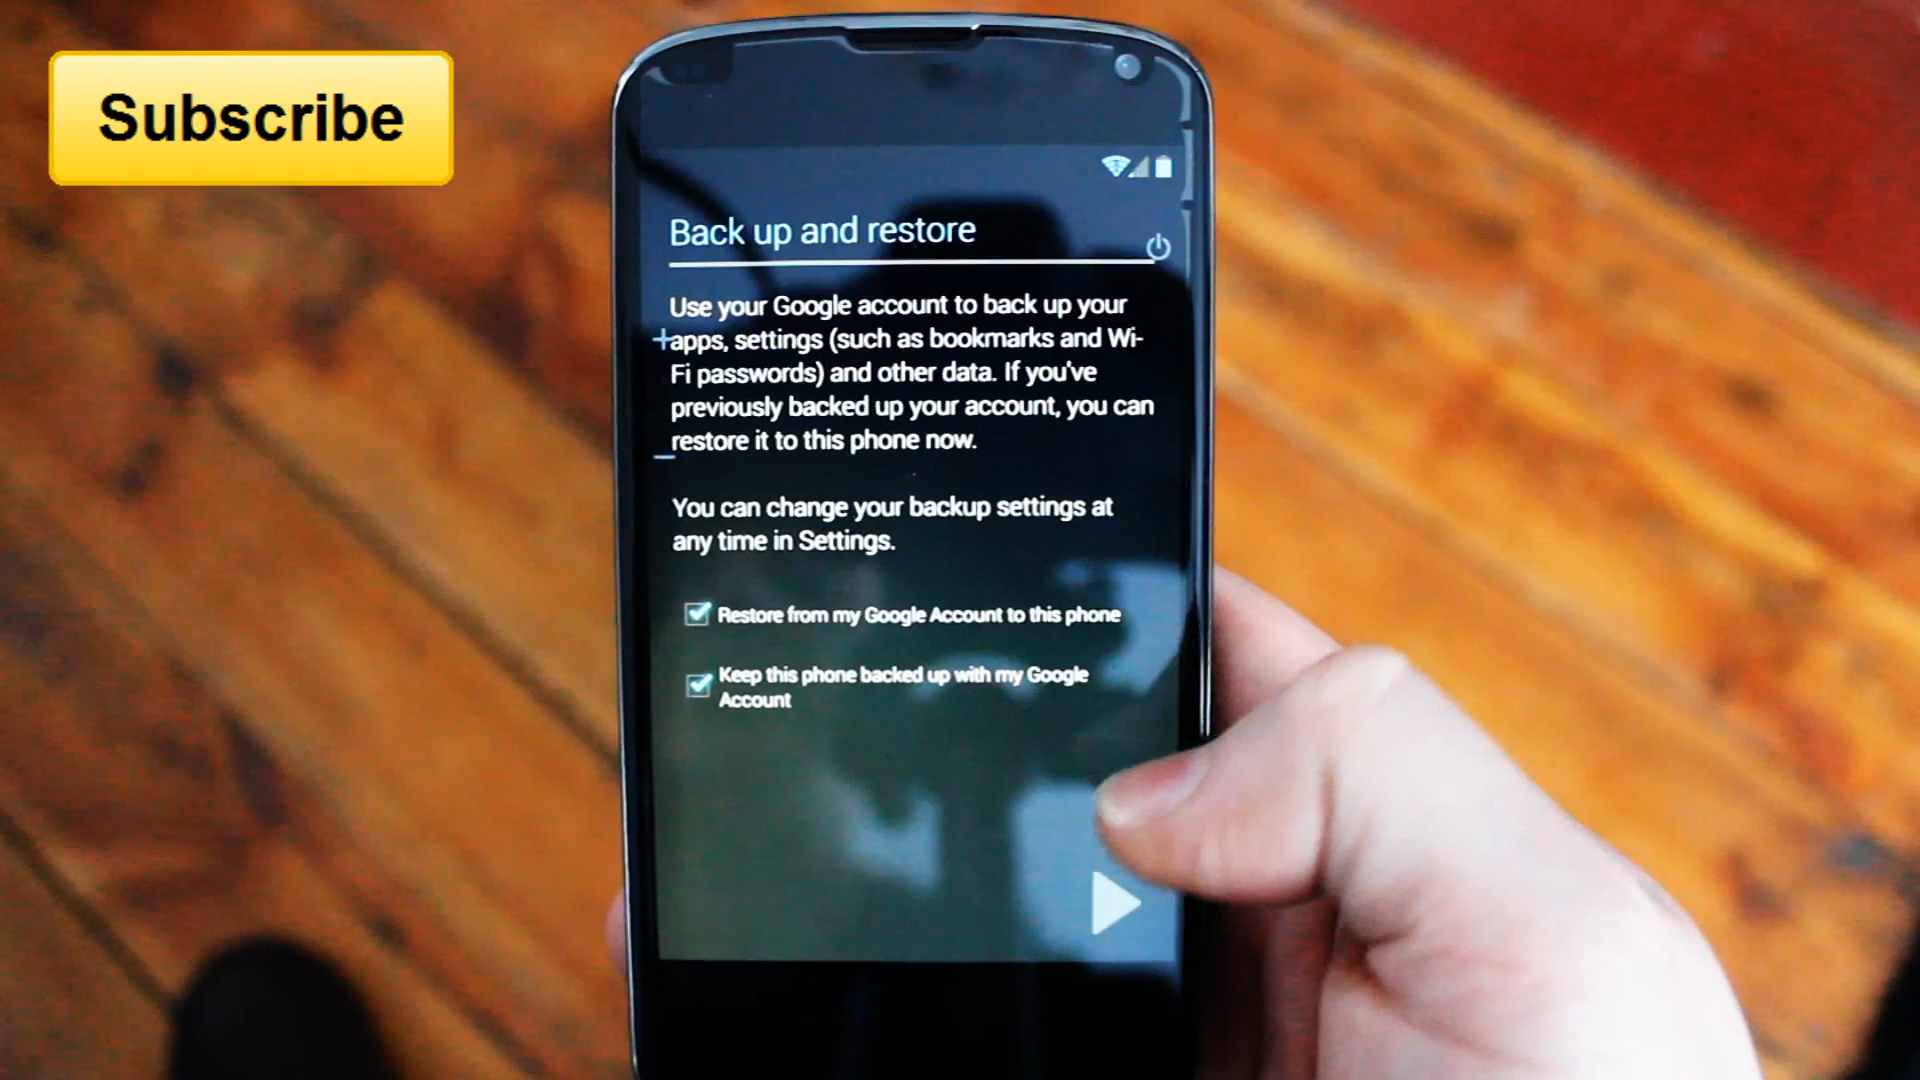 Subscribe
Back up and restore
Use your Google account to back up your
apps, settings (such as bookmarks and Wi-
Fi passwords) and other data. If you've
previously backed up your account, you can
restore it to this phone now.
You can change your backup settings at
any time in Settings.
Restore from my Google Account to this phone
Keep this phone backed up with my Google
Account